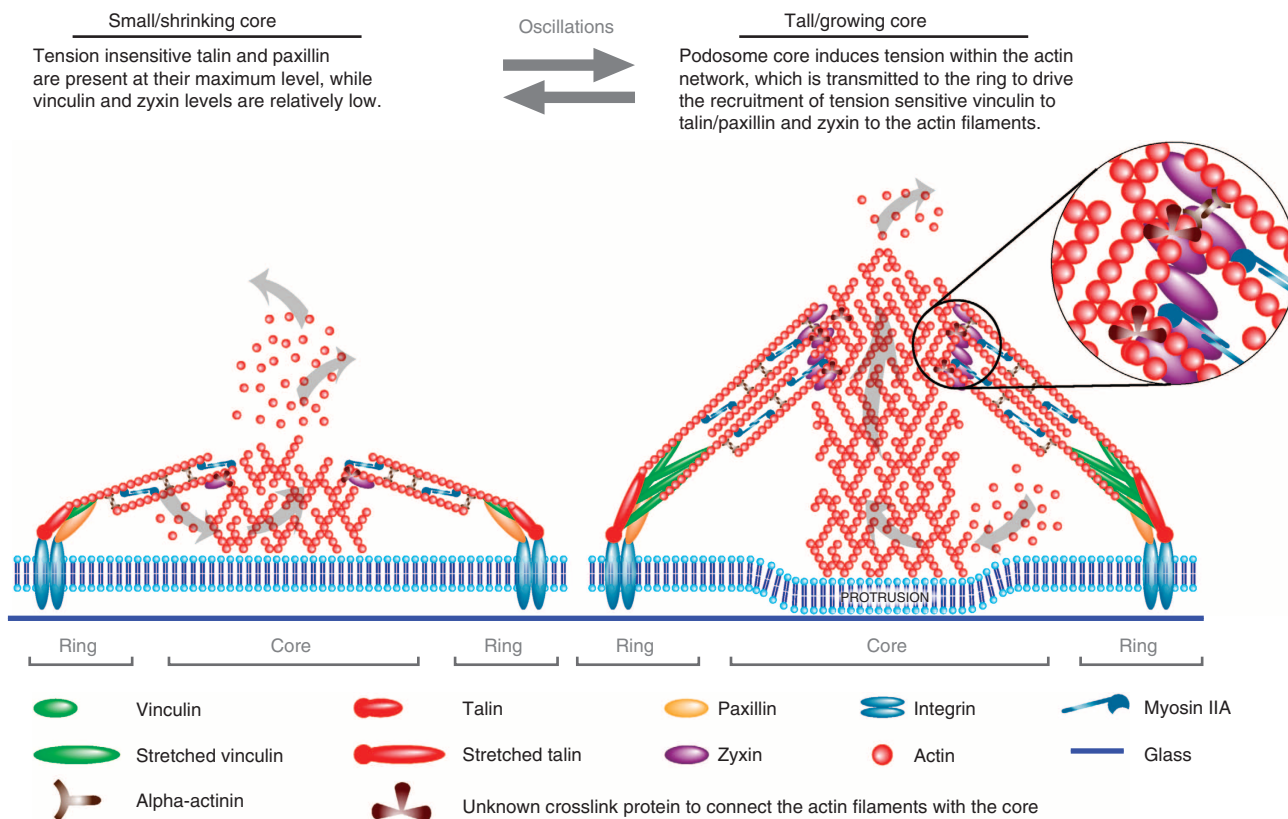 Small/shrinking core
Oscillations
Tall/growing core
Tension insensitive talin and paxillin
are present at their maximum level, while
vinculin and zyxin levels are relatively low.
Podosome core induces tension within the actin
network, which is transmitted to the ring to drive
the recruitment of tension sensitive vinculin to
talin/paxillin and zyxin to the actin filaments.
PROTRUSION
Ring
Core
Ring
Ring
Core
Ring
Vinculin
Talin
Paxillin
Integrin
Myosin IIA
Stretched vinculin
Stretched talin
Zyxin
Actin
Glass
Alpha-actinin
Unknown crosslink protein to connect the actin filaments with the core